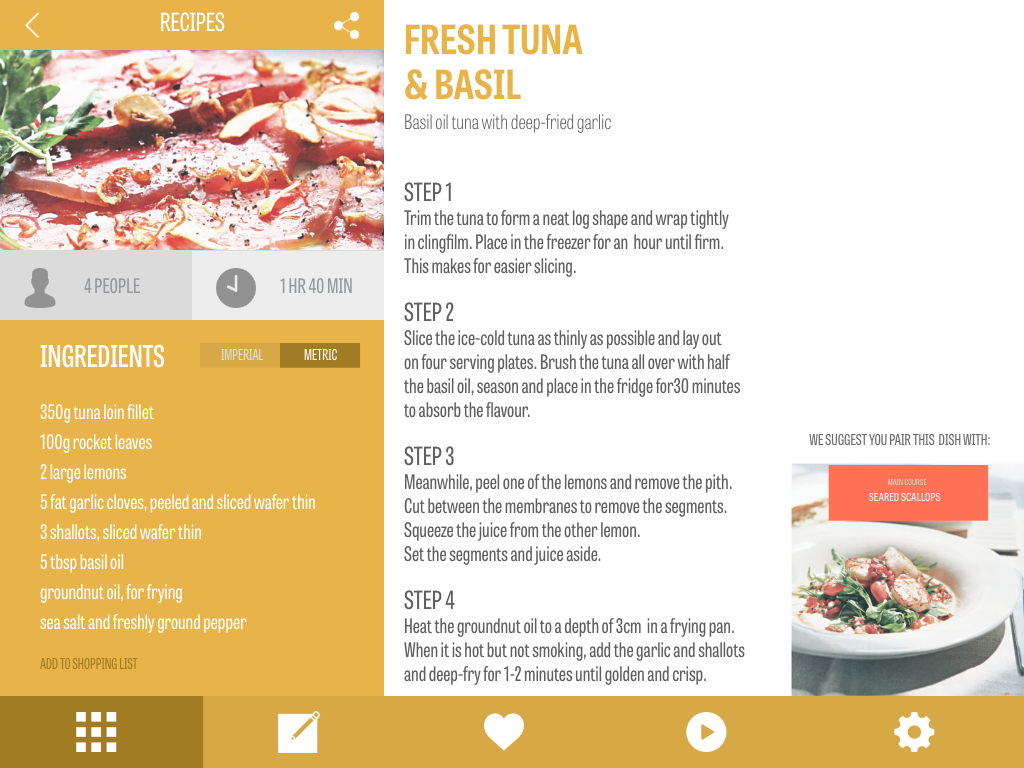 RECIPES
4 PEOPLE
1 HR 40 MIN
INGREDIENTS
IMPERIAL
METRIC
350g tuna loin fillet
100g rocket leaves
2 large lemons
5 fat garlic cloves, peeled and sliced wafer thin
3 shallots, sliced wafer thin
5 tbsp basil oil
groundnut oil, for frying
sea salt and freshly ground pepper
ADD TO SHOPPING LIST
FRESH TUNA
& BASIL
Basil oil tuna with deep-fried garlic
STEP 1
Trim the tuna to form a neat log shape and wrap tightly
in clingfilm. Place in the freezer for an hour until firm.
This makes for easier slicing.
STEP 2
Slice the ice-cold tuna as thinly as possible and lay out
on four serving plates. Brush the tuna all over with half
the basil oil, season and place in the fridge for30 minutes
to absorb the flavour.
STEP 3
Meanwhile, peel one of the lemons and remove the pith.
Cut between the membranes to remove the segments.
Squeeze the juice from the other lemon.
Set the segments and juice aside.
STEP 4
Heat the groundnut oil to a depth of 3cm in a frying pan.
When it is hot but not smoking, add the garlic and shallots
and deep-fry for 1-2 minutes until golden and crisp.
WE SUGGEST YOU PAIR THIS DISH WITH:
MAIN COURSE
SEARED SCALLOPS